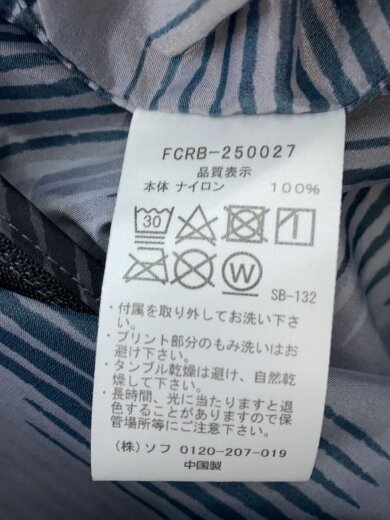 FCRB-250027
品質表示
本体 ナイロン 100%
30
W
SB-132
・付属を取り外してお洗い下さい。
・プリント部分のもみ洗いはお避け下さい。
・タンブル乾燥は避け、自然乾燥して下さい。
・長時間、光に当たりますと退色することがありますので保管場所等にご注意下さい。
(株) ソフ 0120-207-019
中国製